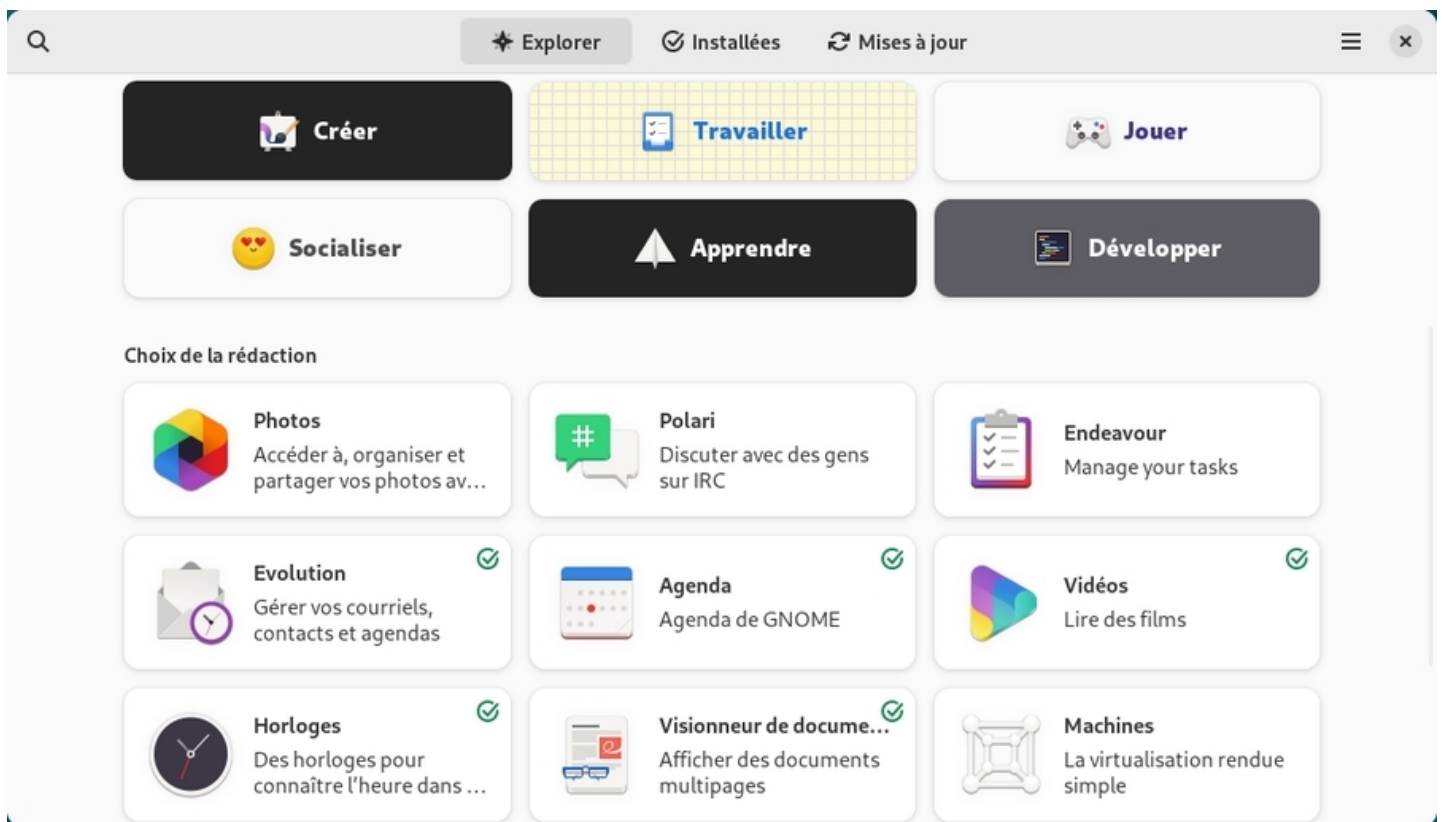 Explorer
Installées
Mises à jour
Créer
Travailler
Jouer
Socialiser
Apprendre
Développer
Choix de la rédaction
Photos
Accéder à, organiser et
partager vos photos av…
Polari
Discuter avec des gens
sur IRC
Endeavour
Manage your tasks
Evolution
Gérer vos courriels,
contacts et agendas
Agenda
Agenda de GNOME
Vidéos
Lire des films
Horloges
Des horloges pour
connaître l’heure dans …
Visionneur de docume…
Afficher des documents
multipages
Machines
La virtualisation rendue
simple